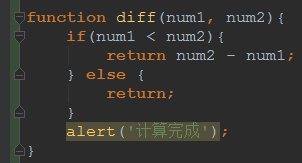 function diff(num1, num2){
    if(num1 < num2){
        return num2 - num1;
    } else {
        return;
    }
    alert('计算完成');
}